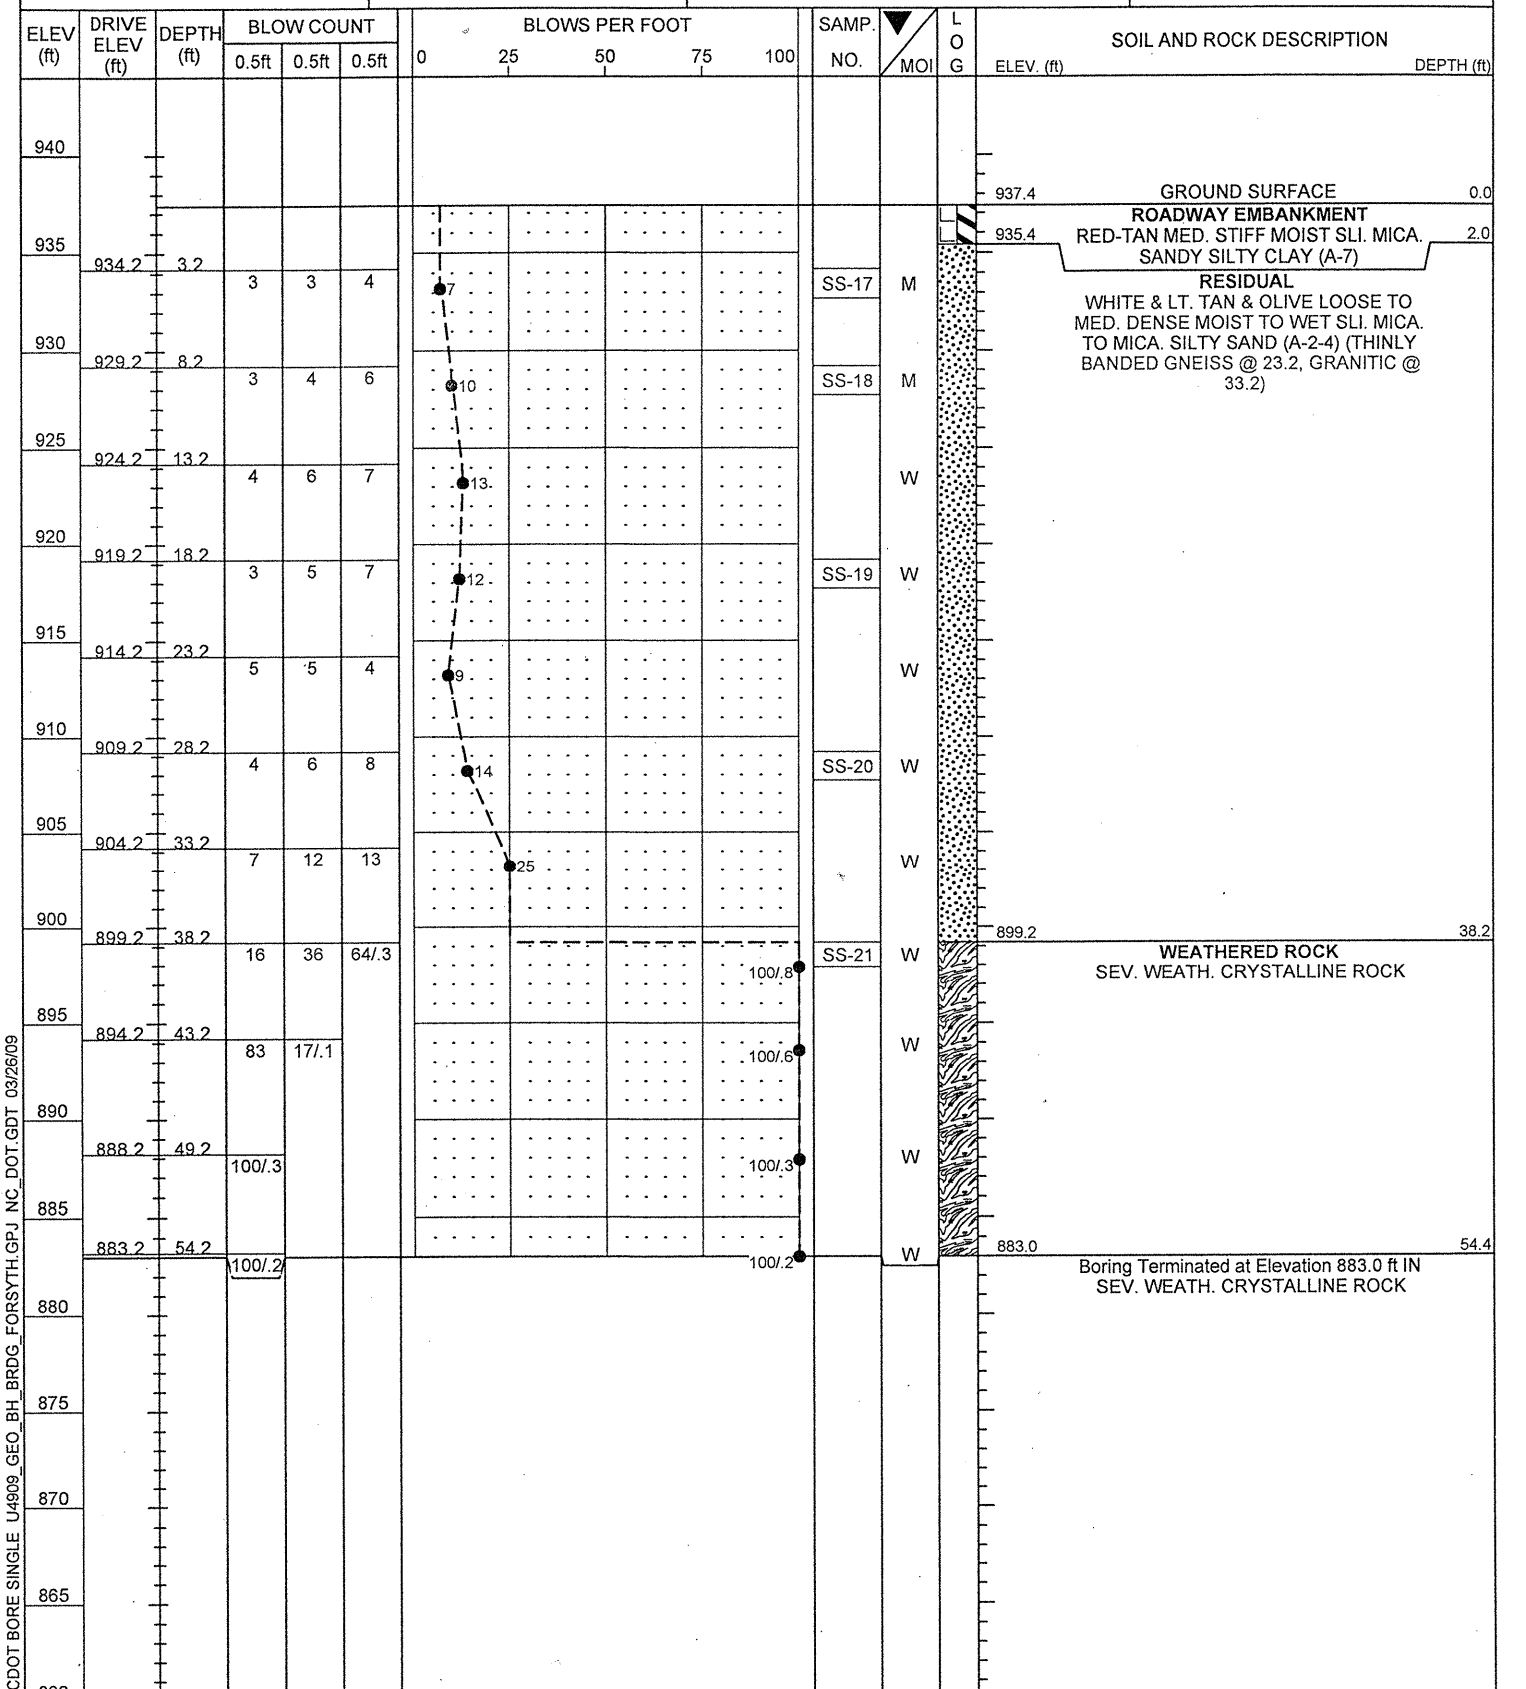 ELEV (ft) DRIVE ELEV (ft) DEPTH (ft) BLOW COUNT BLOWS PER FOOT SAMP. NO. MOI LOG SOIL AND ROCK DESCRIPTION
0.5ft 0.5ft 0.5ft 0 25 50 75 100 ELEV. (ft) DEPTH (ft)
940
937.4 GROUND SURFACE 0.0
ROADWAY EMBANKMENT
935.4 RED-TAN MED. STIFF MOIST SLI. MICA. 2.0
SANDY SILTY CLAY (A-7)
935
934.2 3.2
3 3 4 7 SS-17 M
RESIDUAL
WHITE & LT. TAN & OLIVE LOOSE TO
MED. DENSE MOIST TO WET SLI. MICA.
TO MICA. SILTY SAND (A-2-4) (THINLY
BANDED GNEISS @ 23.2, GRANITIC @
33.2)
930
929.2 8.2
3 4 6 10 SS-18 M
925
924.2 13.2
4 6 7 13 W
920
919.2 18.2
3 5 7 12 SS-19 W
915
914.2 23.2
5 5 4 9 W
910
909.2 28.2
4 6 8 14 SS-20 W
905
904.2 33.2
7 12 13 25 W
900
899.2 38.2 899.2 38.2
16 36 64/.3 100/.8 SS-21 W
WEATHERED ROCK
SEV. WEATH. CRYSTALLINE ROCK
895
894.2 43.2
83 17/.1 100/.6 W
890
888.2 49.2
100/.3 100/.3 W
885
883.2 54.2 883.0 54.4
100/.2 100/.2 W
Boring Terminated at Elevation 883.0 ft IN
SEV. WEATH. CRYSTALLINE ROCK
880
875
870
865
CDOT BORE SINGLE U4909_GEO_BH_BRDG_FORSYTH.GPJ NC_DOT.GDT 03/26/09